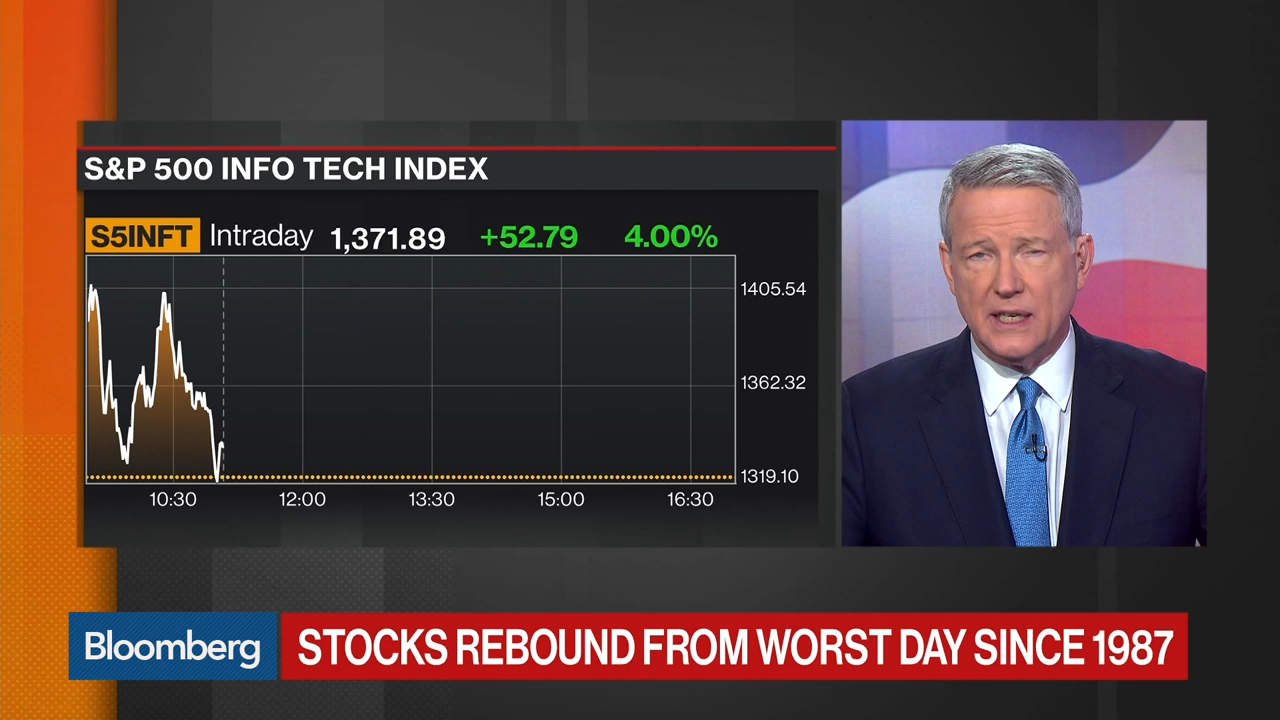 S&P 500 INFO TECH INDEX
S5INFT Intraday 1,371.89 +52.79 4.00%
1405.54
1362.32
1319.10
10:30 12:00 13:30 15:00 16:30
Bloomberg STOCKS REBOUND FROM WORST DAY SINCE 1987